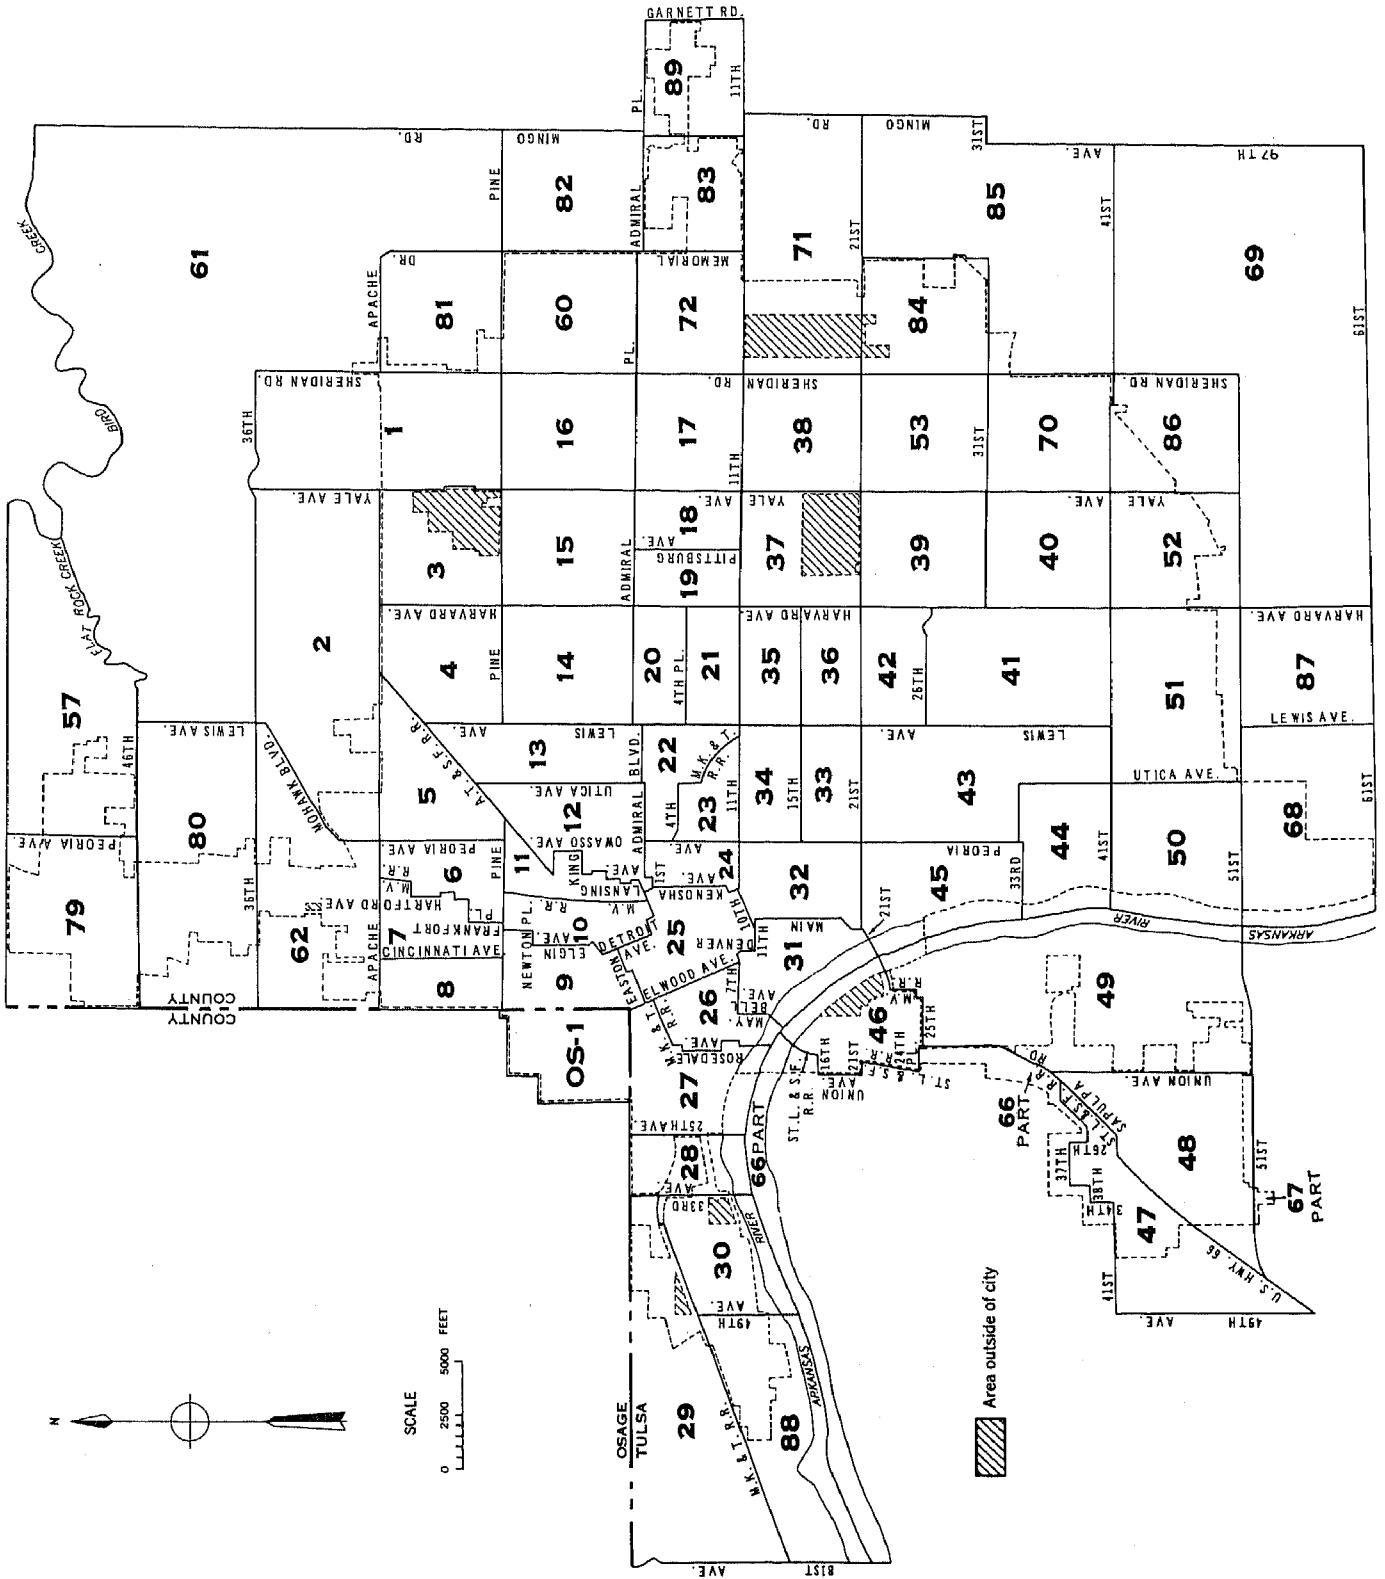 GARNETT RD.
89
PL.
11TH
CREEK
61
RD.
MINGO
PINE
82
ADMIRAL
83
RD.
MINGO
31ST
AVE.
97TH
85
71
21ST
41ST
DR.
APACHE
81
60
MEMORIAL
72
PL.
84
69
61ST
BIRD
36TH
SHERIDAN RD.
1
16
17
11TH
SHERIDAN
RD.
38
53
31ST
70
SHERIDAN RD.
86
FLAT ROCK CREEK
YALE AVE.
3
15
ADMIRAL
18
AVE.
PITTSBURG
19
YALE
AVE.
37
39
40
YALE
AVE.
52
57
46TH
2
HARVARD AVE.
4
PINE
14
20
4TH PL.
21
HARVARD AVE.
35
36
42
26TH
41
51
HARVARD AVE.
87
LEWIS AVE.
LEWIS AVE.
MOHAWK BLVD.
A.T. & S.F. R.R.
LEWIS
AVE.
13
BLVD.
22
M.K. & T.
R.R.
LEWIS
AVE.
UTICA AVE.
PEORIA AVE.
80
5
UTICA AVE.
12
ADMIRAL
4TH
23
11TH
34
15TH
33
21ST
43
44
41ST
50
51ST
68
61ST
79
36TH
62
PEORIA AVE.
M.V.
R.R.
6
PINE
11
OWASSO AVE.
KING
LANSING
AVE.
1ST
AVE.
24
KENOSHA
AVE.
10TH
32
PEORIA
45
33RD
HARTFORD AVE.
PL.
FRANKFORT
7
CINCINNATI AVE.
APACHE
8
NEWTON PL.
M.V.
R.R.
10
ELGIN
AVE.
9
DETROIT
AVE.
EASTON
25
ELWOOD AVE.
DENVER
11TH
7TH
MAIN
31
21ST
RIVER
ARKANSAS
COUNTY
COUNTY
OS-1
M.K. & T.
R.R.
26
MAY
BELL
AVE.
ROSEDALE
AVE.
27
25TH AVE.
28
AVE.
33RD
66 PART
ST.L. & S.F.
R.R.
16TH
21ST
UNION
AVE.
46
M.V.
R.R.
24TH
PL.
25TH
ST. L. & S.F.
R.R.
49
RD
66
PART
ST.L.&S.F. R.R.
SAPULPA
UNION AVE.
37TH
26TH
38TH
34TH
48
51ST
67
PART
47
41ST
U.S. HWY. 66
49TH
AVE.
30
RIVER
AVE.
49TH
29
M.K. & T. R.R.
88
ARKANSAS
OSAGE
TULSA
81ST
AVE.
N
SCALE
0 2500 5000 FEET
Area outside of city